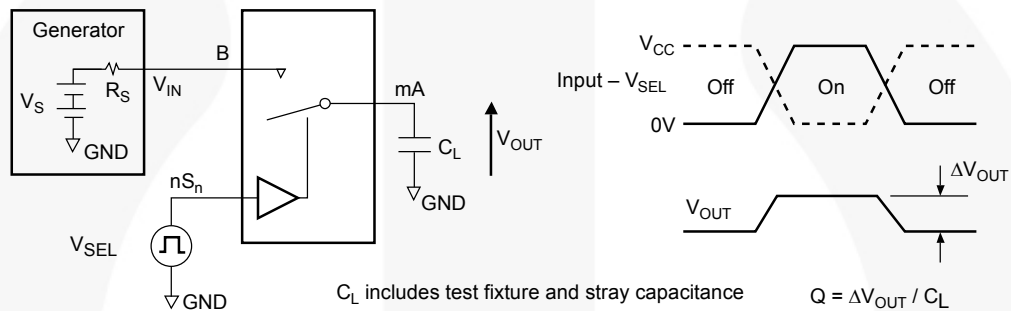 Generator
B
V_S
R_S
V_IN
GND
mA
C_L
V_OUT
GND
nS_n
V_SEL
GND
C_L includes test fixture and stray capacitance
V_CC
Input – V_SEL
Off
On
Off
0V
V_OUT
ΔV_OUT
Q = ΔV_OUT / C_L